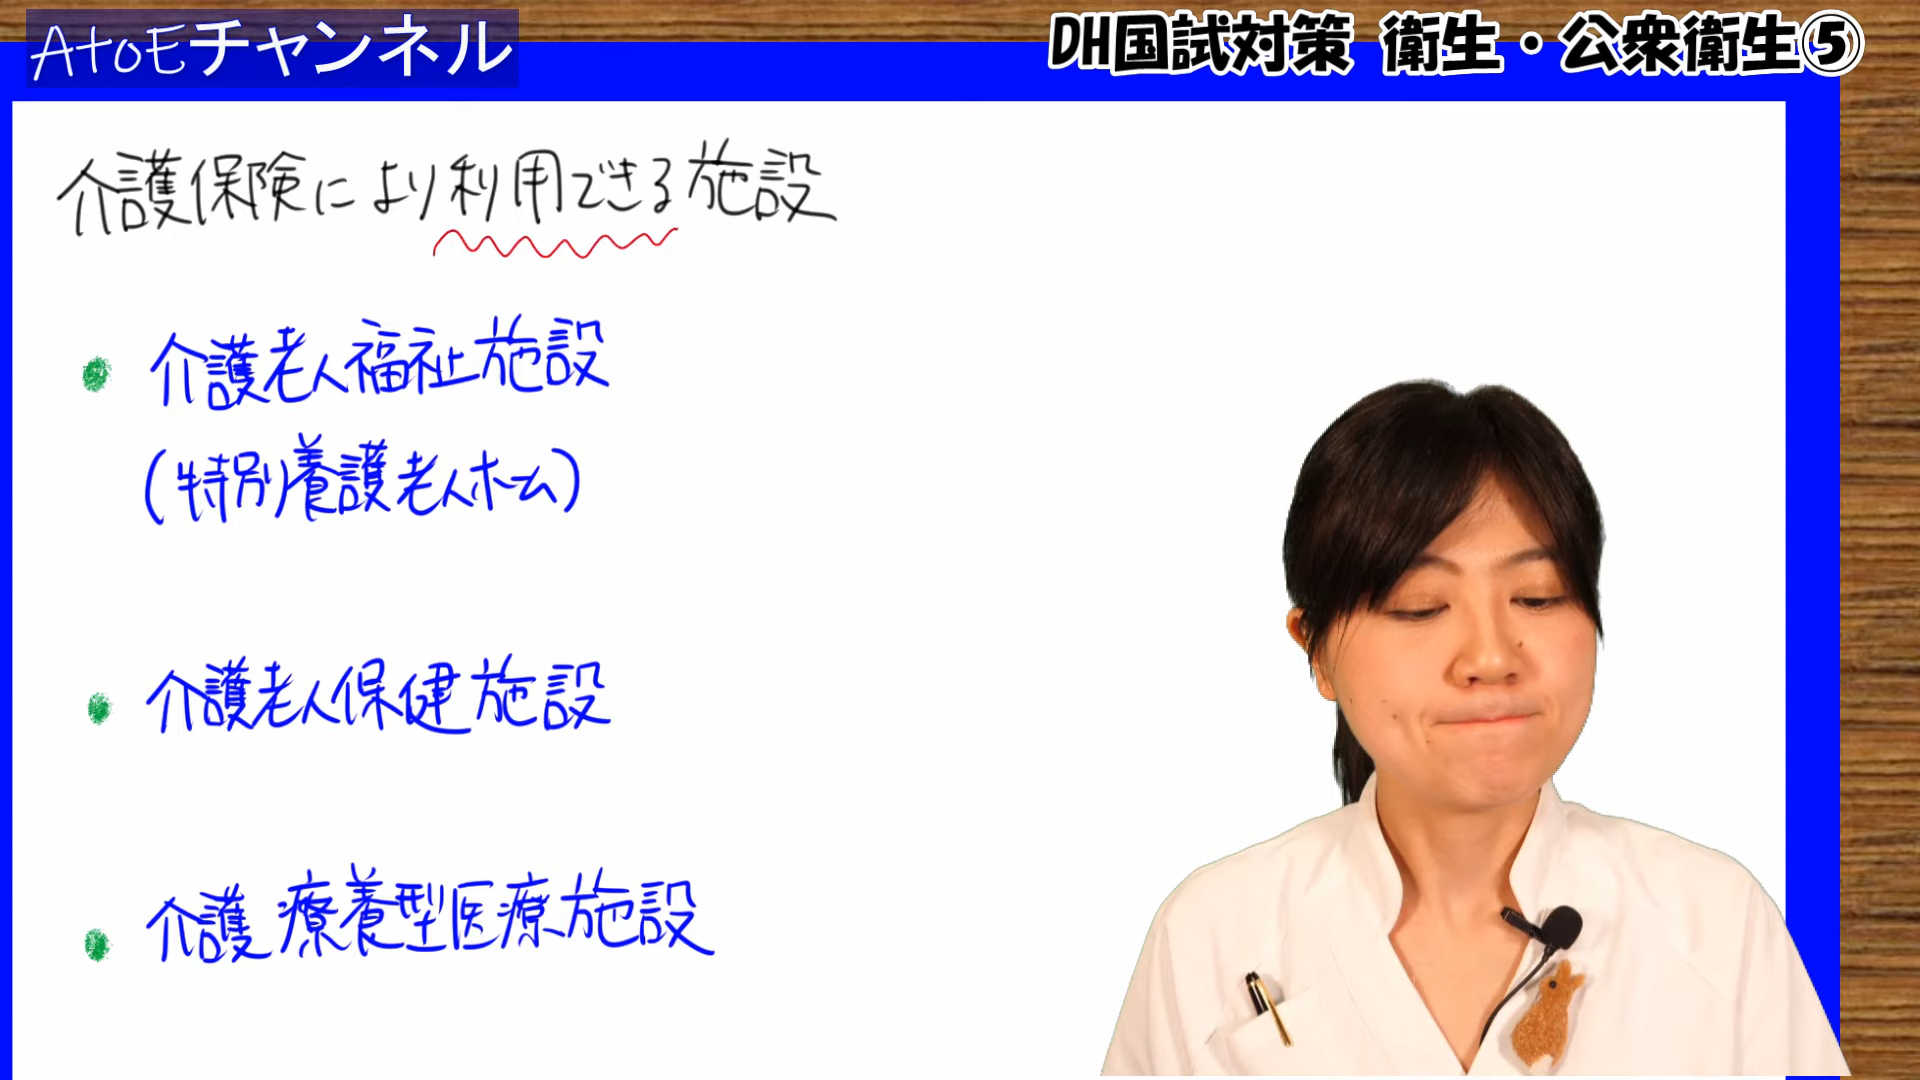 AtoEチャンネル
DH国試対策 衛生・公衆衛生⑤
介護保険により利用できる施設
介護老人福祉施設
(特別養護老人ホーム)
介護老人保健施設
介護療養型医療施設